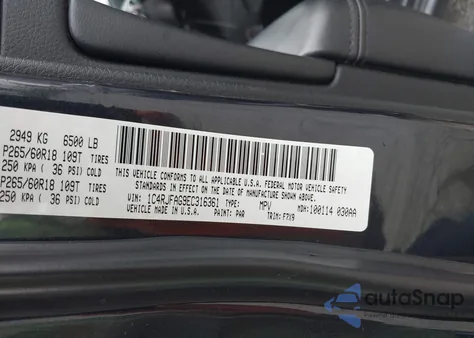 2949 KG 6500 LB
P265/60R18 109T TIRES
250 KPA ( 36 PSI) COLD
P265/60R18 109T TIRES
250 KPA ( 36 PSI) COLD
THIS VEHICLE CONFORMS TO ALL APPLICABLE U.S.A. FEDERAL MOTOR VEHICLE SAFETY
STANDARDS IN EFFECT ON THE DATE OF MANUFACTURE SHOWN ABOVE.
VIN: 1C4RJFAG9EC316361 TYPE: MPV MDH: 100114 030AA
VEHICLE MADE IN U.S.A. PAINT: PAR TRIM: F7X9
autoSnap